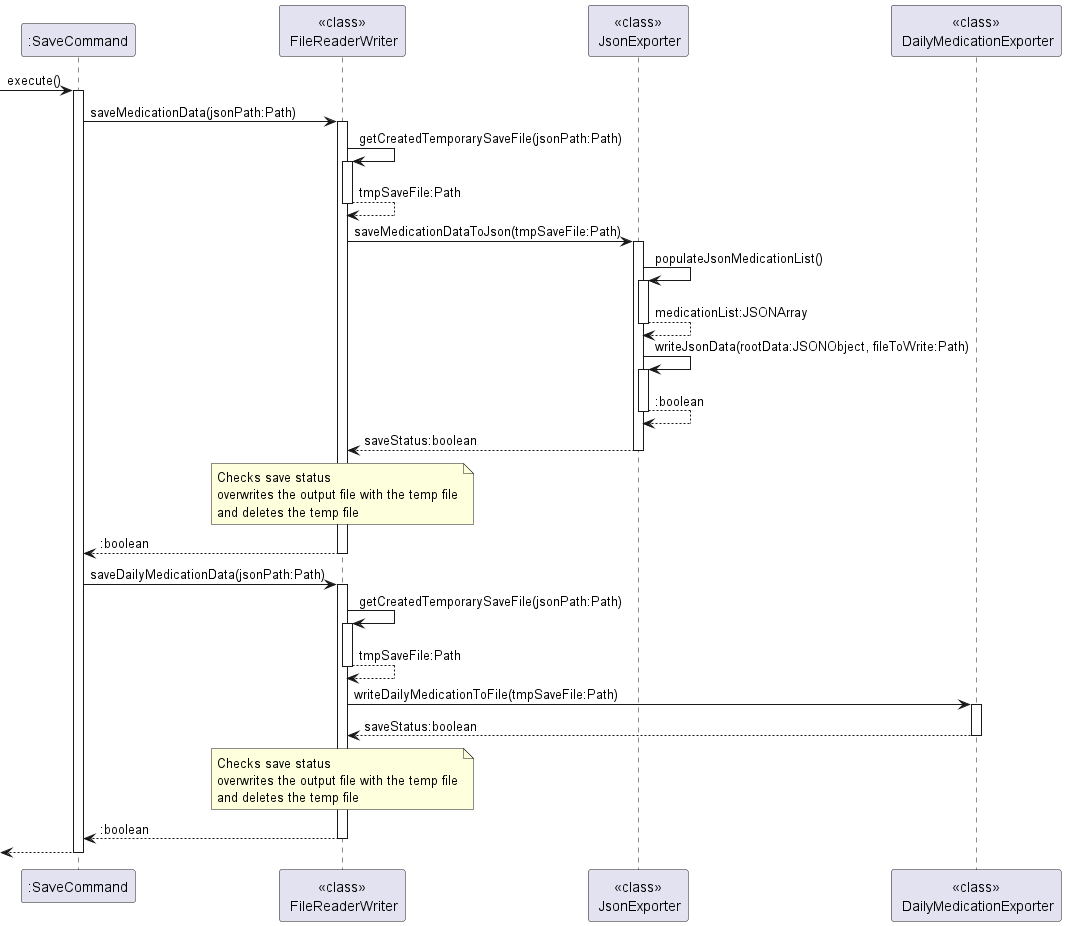 :SaveCommand
«class»
FileReaderWriter
«class»
JsonExporter
«class»
DailyMedicationExporter
execute()
saveMedicationData(jsonPath:Path)
getCreatedTemporarySaveFile(jsonPath:Path)
tmpSaveFile:Path
saveMedicationDataToJson(tmpSaveFile:Path)
populateJsonMedicationList()
medicationList:JSONArray
writeJsonData(rootData:JSONObject, fileToWrite:Path)
:boolean
saveStatus:boolean
Checks save status
overwrites the output file with the temp file
and deletes the temp file
:boolean
saveDailyMedicationData(jsonPath:Path)
getCreatedTemporarySaveFile(jsonPath:Path)
tmpSaveFile:Path
writeDailyMedicationToFile(tmpSaveFile:Path)
saveStatus:boolean
Checks save status
overwrites the output file with the temp file
and deletes the temp file
:boolean
:SaveCommand
«class»
FileReaderWriter
«class»
JsonExporter
«class»
DailyMedicationExporter